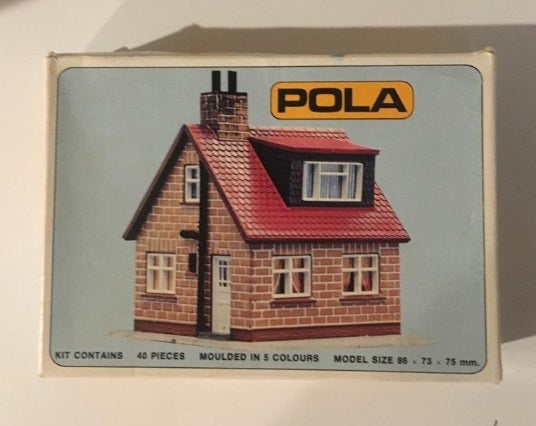 POLA
KIT CONTAINS 40 PIECES MOULDED IN 5 COLOURS MODEL SIZE 86 x 73 x 75 mm.